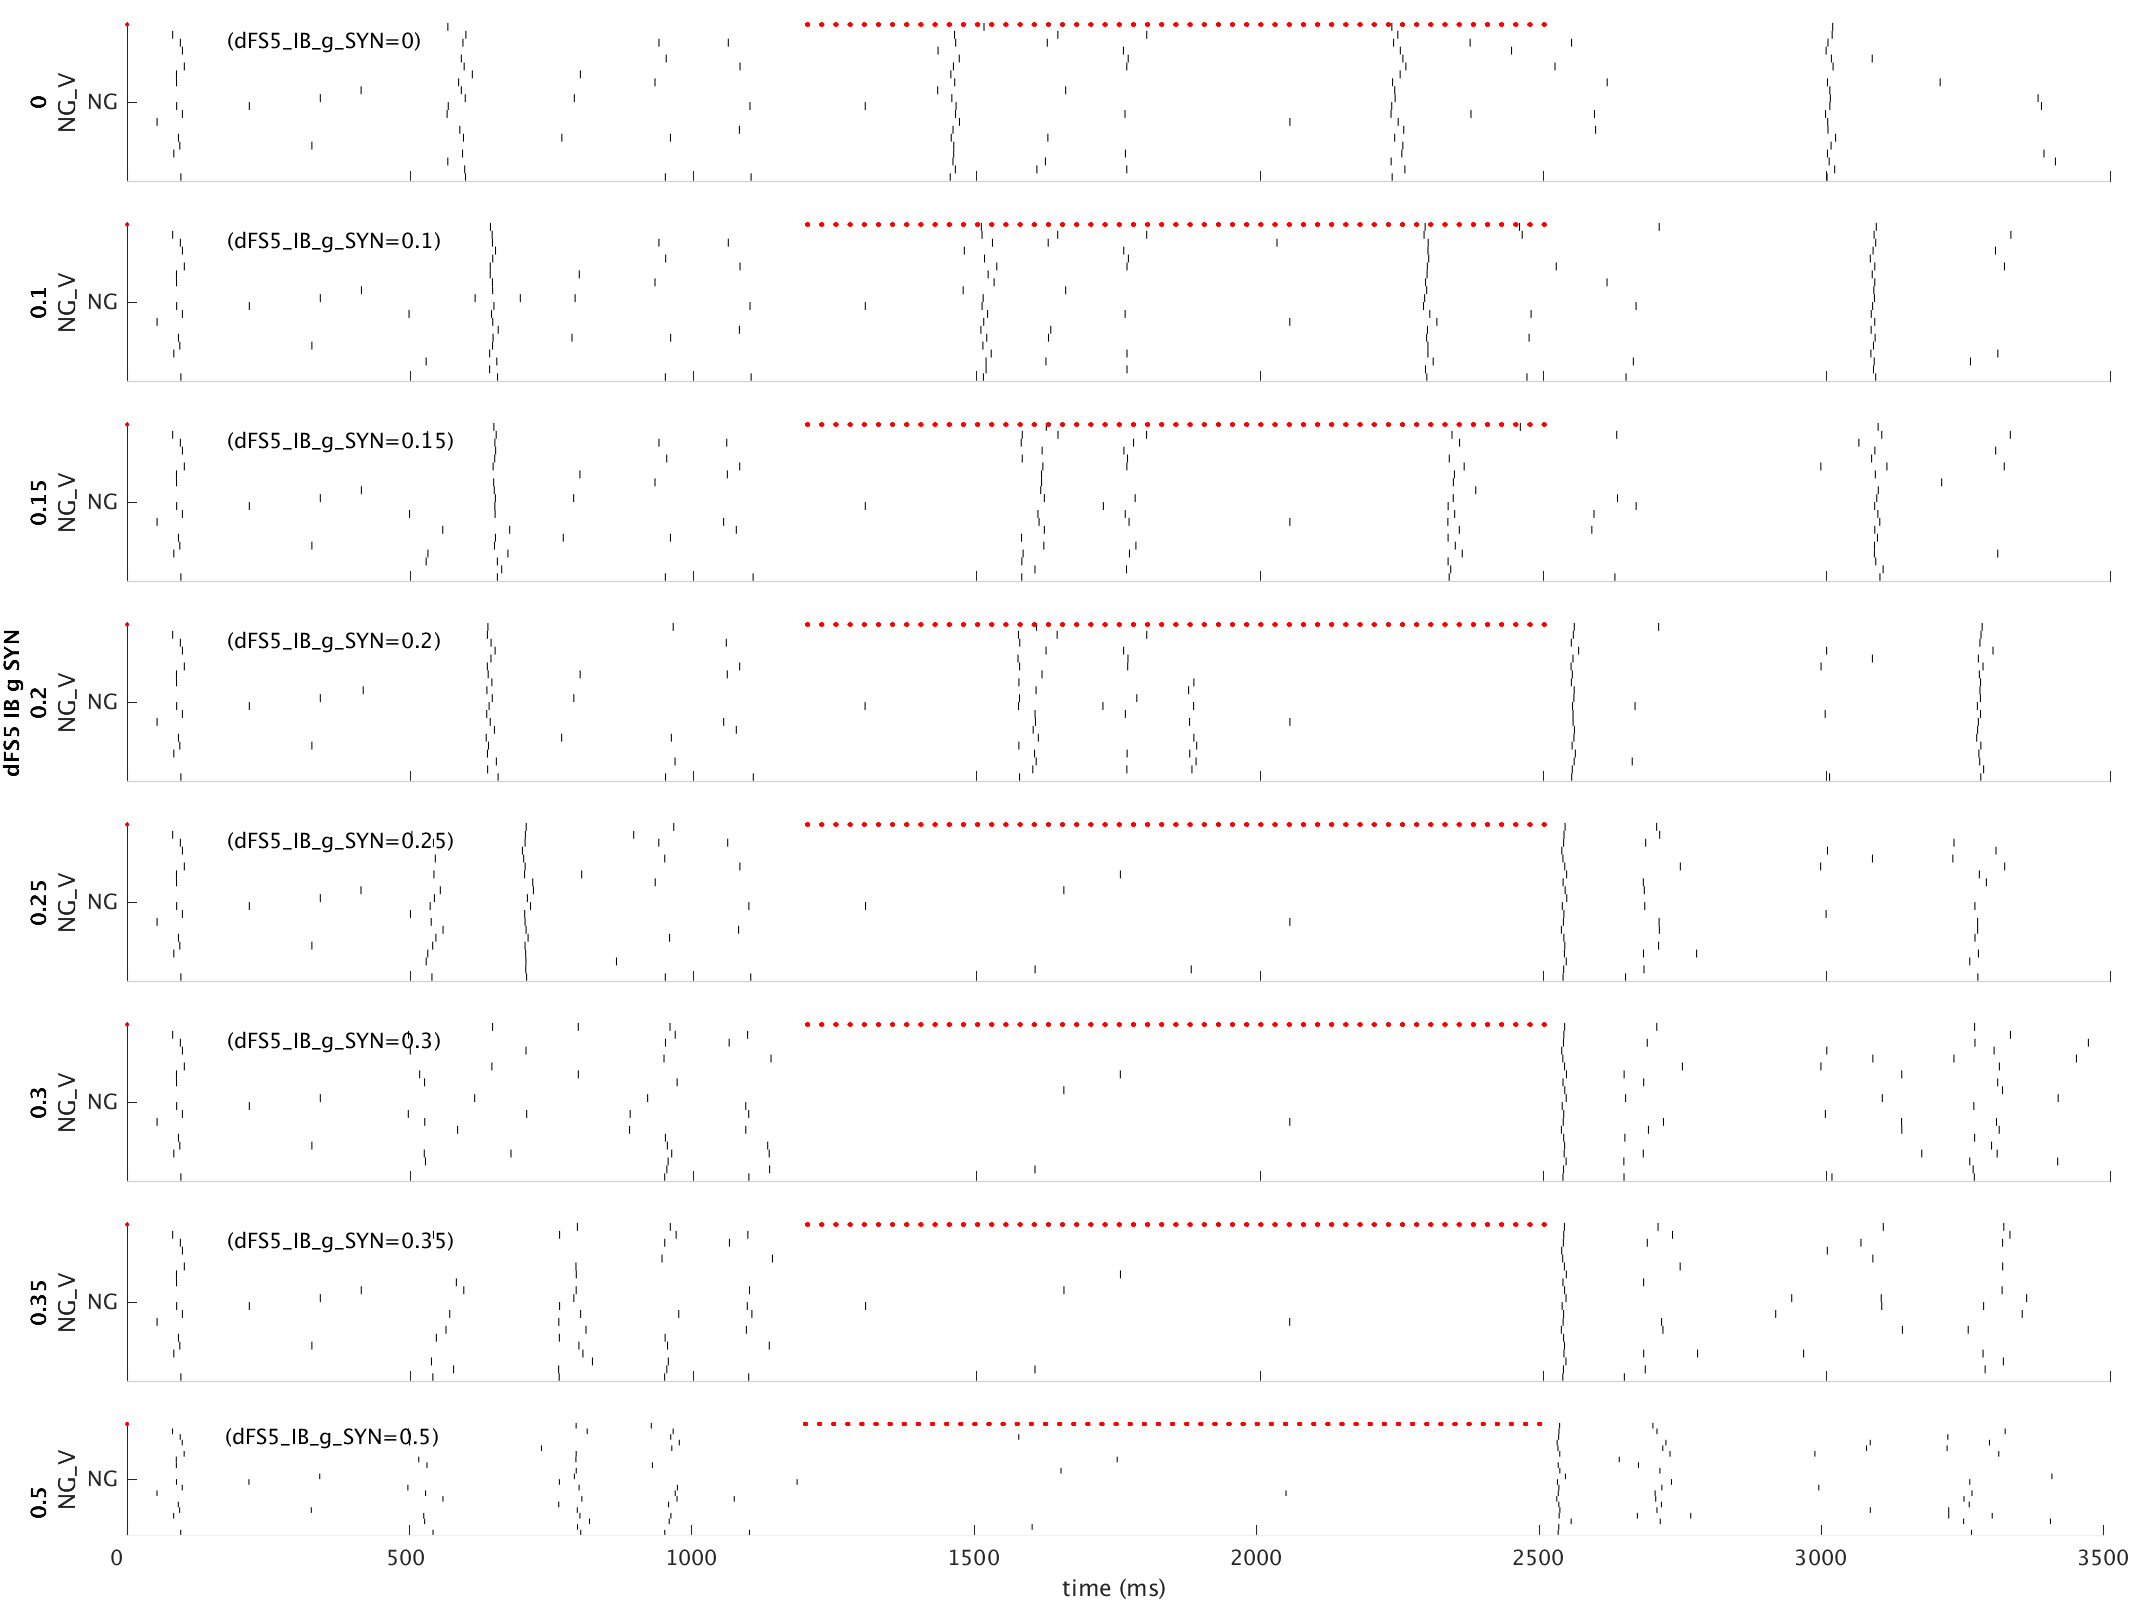 dFS5 IB g SYN
0
NG_V
NG
(dFS5_IB_g_SYN=0)
0.1
NG_V
NG
(dFS5_IB_g_SYN=0.1)
0.15
NG_V
NG
(dFS5_IB_g_SYN=0.15)
0.2
NG_V
NG
(dFS5_IB_g_SYN=0.2)
0.25
NG_V
NG
(dFS5_IB_g_SYN=0.25)
0.3
NG_V
NG
(dFS5_IB_g_SYN=0.3)
0.35
NG_V
NG
(dFS5_IB_g_SYN=0.35)
0.5
NG_V
NG
(dFS5_IB_g_SYN=0.5)
0 500 1000 1500 2000 2500 3000 3500
time (ms)